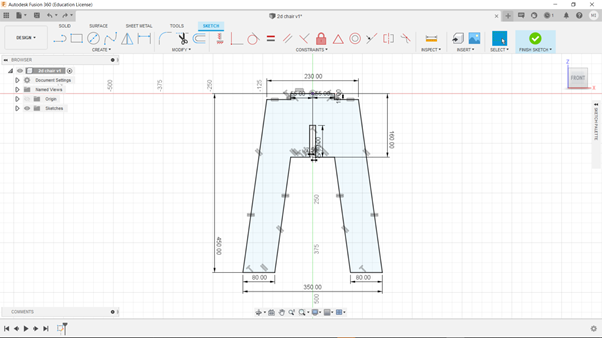 Autodesk Fusion 360 (Education License)
2d chair v1*
DESIGN
SOLID SURFACE SHEET METAL TOOLS SKETCH
CREATE MODIFY CONSTRAINTS INSPECT INSERT SELECT FINISH SKETCH
BROWSER
2d chair v1
Document Settings
Named Views
Origin
Sketches
-500
-375
-250
-125
FRONT
SKETCH PALETTE
230.00
160.00
450.00
250
375
500
80.00
80.00
350.00
COMMENTS